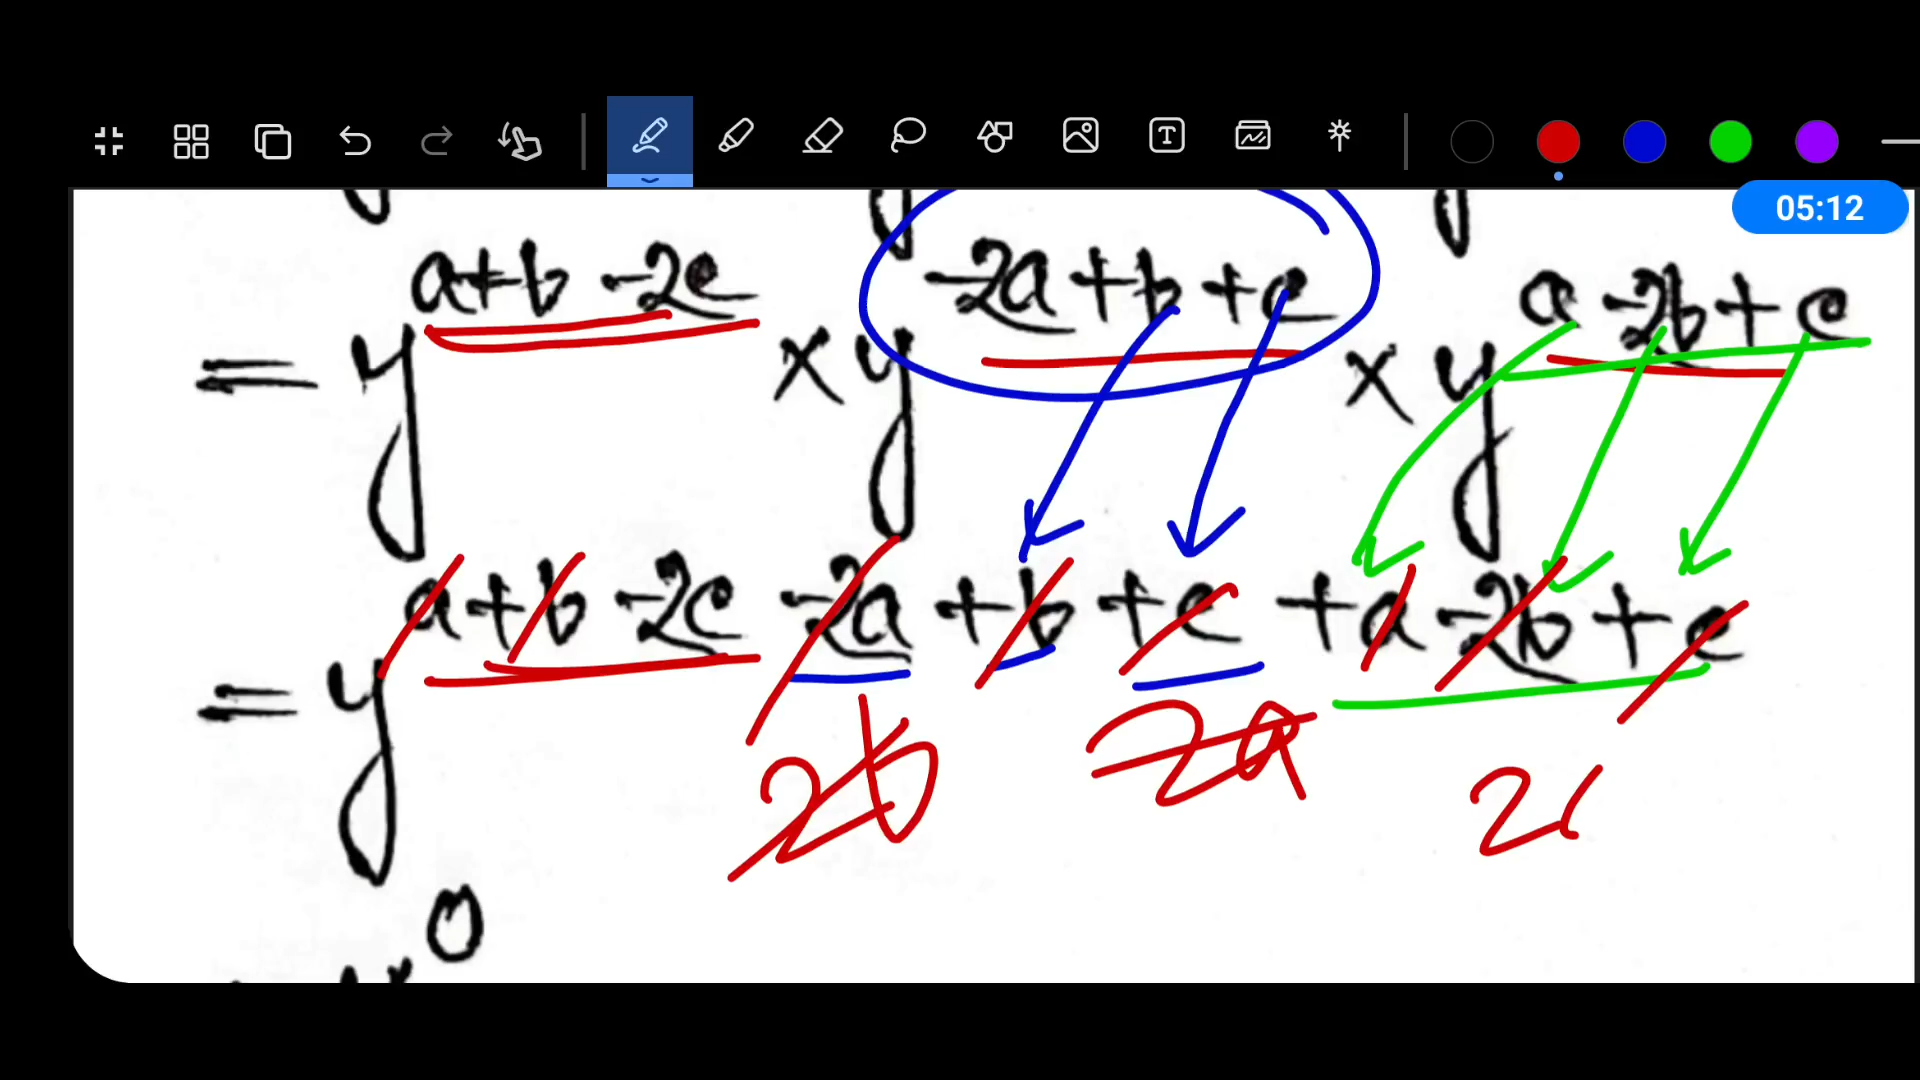 05:12
= y^{a+b-2c} × y^{-2a+b+c} × y^{a-2b+c}
= y^{a+b-2c-2a+b+c+a-2b+c}
2b 2a 2c
0